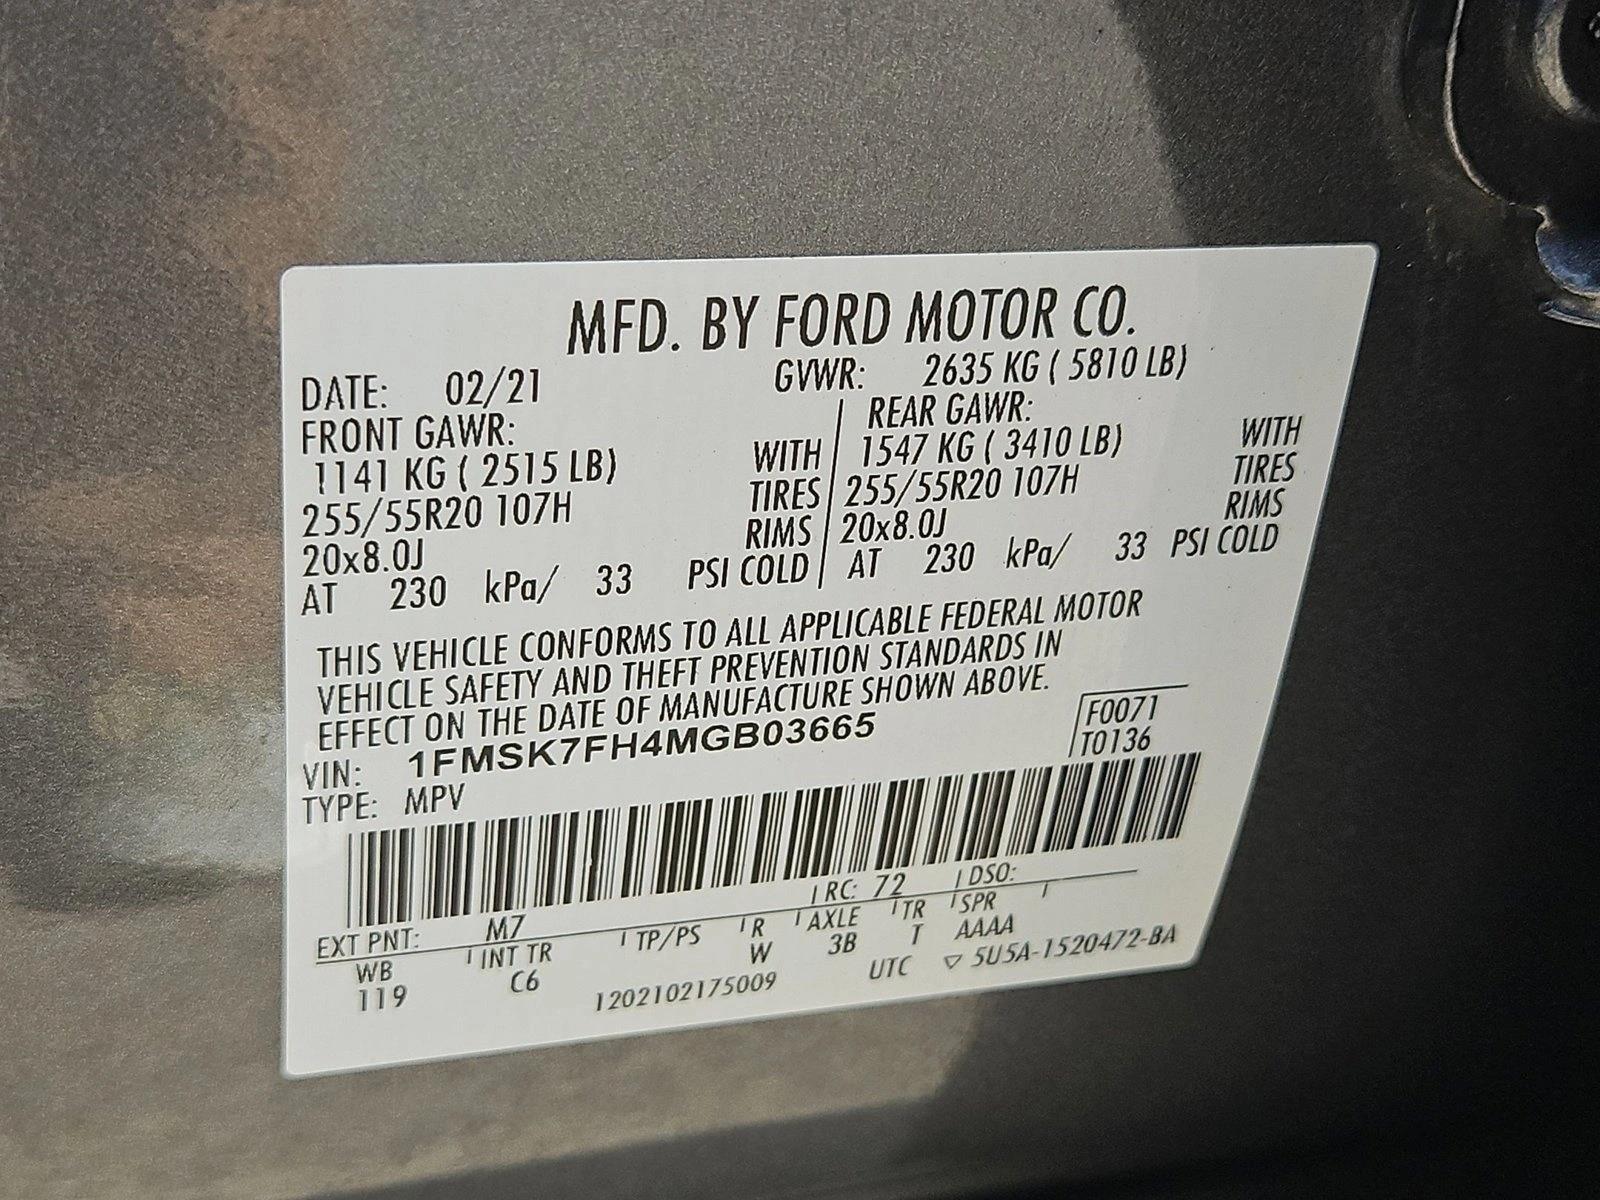 MFD. BY FORD MOTOR CO.
DATE: 02/21 GVWR: 2635 KG ( 5810 LB)
FRONT GAWR: REAR GAWR:
1141 KG ( 2515 LB) WITH 1547 KG ( 3410 LB) WITH
255/55R20 107H TIRES 255/55R20 107H TIRES
20x8.0J RIMS 20x8.0J RIMS
AT 230 kPa/ 33 PSI COLD AT 230 kPa/ 33 PSI COLD
THIS VEHICLE CONFORMS TO ALL APPLICABLE FEDERAL MOTOR
VEHICLE SAFETY AND THEFT PREVENTION STANDARDS IN
EFFECT ON THE DATE OF MANUFACTURE SHOWN ABOVE.
VIN: 1FMSK7FH4MGB03665 F0071
TYPE: MPV T0136
EXT PNT: M7 RC: 72 DSO:
WB INT TR TP/PS R AXLE TR SPR
119 C6 W 3B T AAAA
1202102175009 UTC ▽ 5U5A-1520472-BA